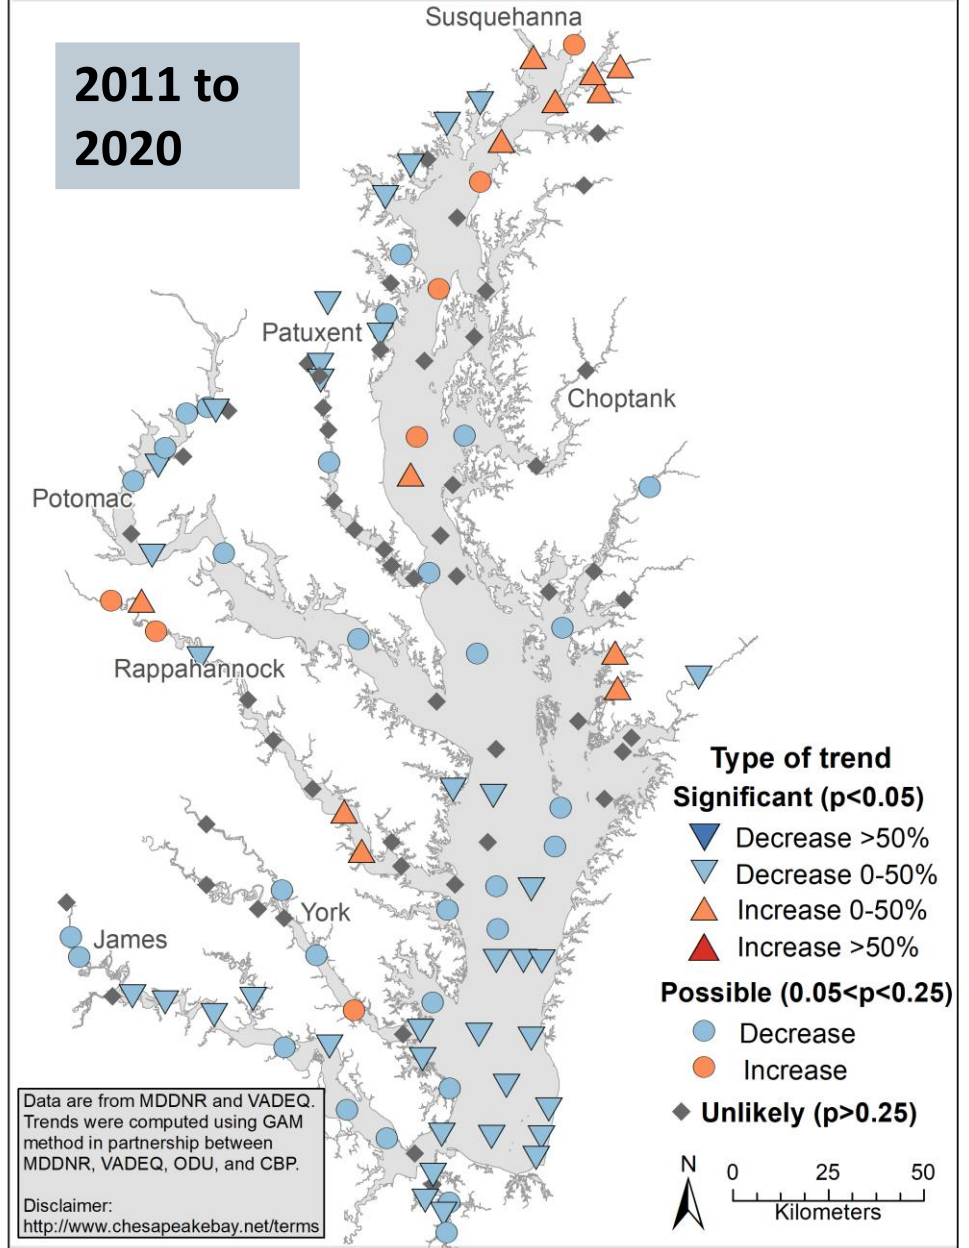 Susquehanna
2011 to
2020
Patuxent
Choptank
Potomac
Rappahannock
York
James
Type of trend
Significant (p<0.05)
Decrease >50%
Decrease 0-50%
Increase 0-50%
Increase >50%
Possible (0.05<p<0.25)
Decrease
Increase
Unlikely (p>0.25)
Data are from MDDNR and VADEQ.
Trends were computed using GAM
method in partnership between
MDDNR, VADEQ, ODU, and CBP.
Disclaimer:
http://www.chesapeakebay.net/terms
N
0 25 50
Kilometers